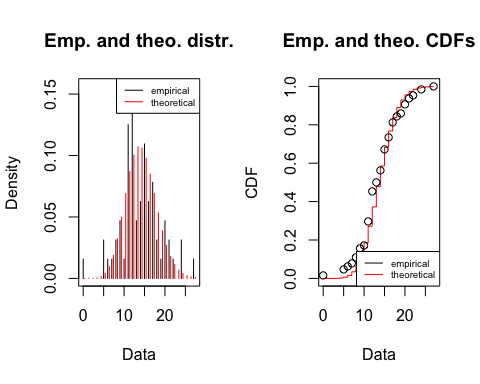 Emp. and theo. distr.
empirical
theoretical
Density
0.00 0.05 0.10 0.15
0 10 20
Data
Emp. and theo. CDFs
CDF
0.0 0.2 0.4 0.6 0.8 1.0
empirical
theoretical
0 10 20
Data